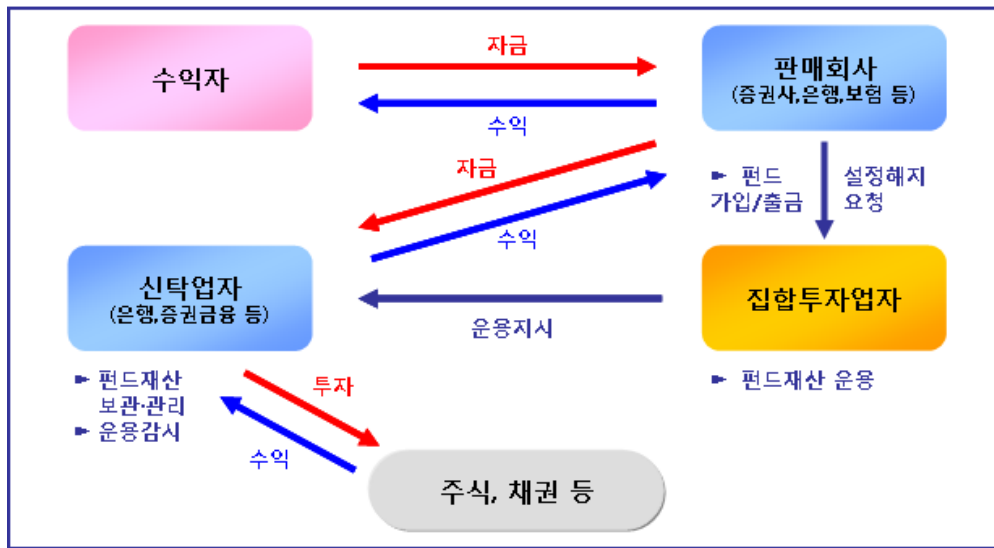 수익자
자금
수익
판매회사
(증권사,은행,보험 등)
자금
수익
► 펀드
가입/출금
설정해지
요청
신탁업자
(은행,증권금융 등)
운용지시
집합투자업자
► 펀드재산
보관·관리
► 운용감시
투자
수익
► 펀드재산 운용
주식, 채권 등